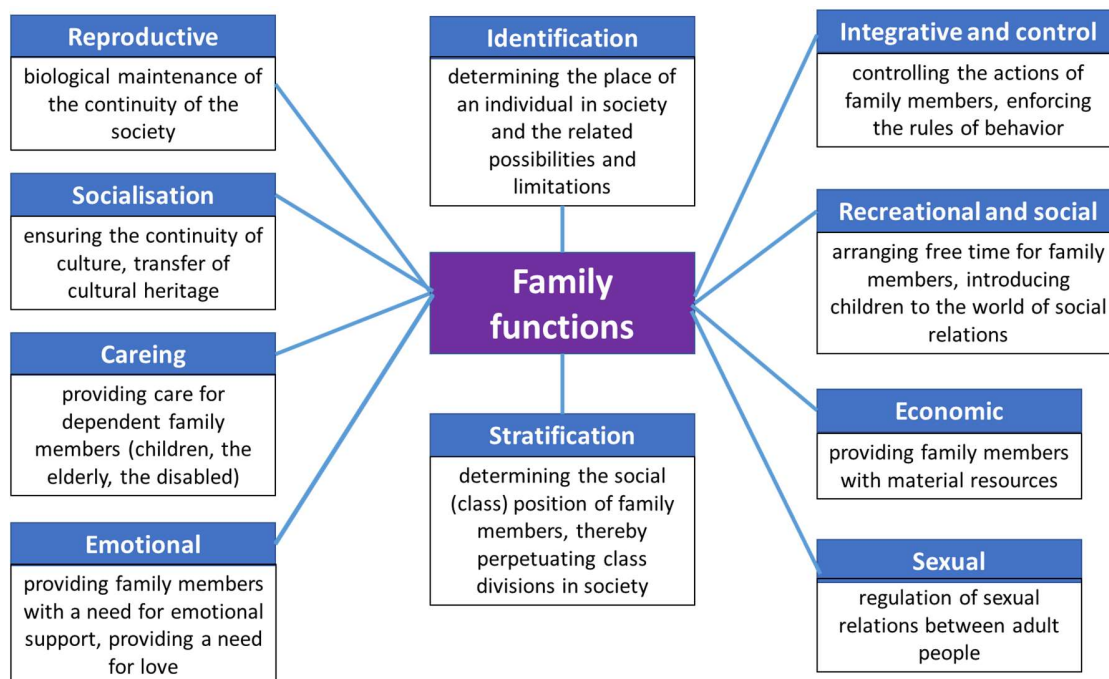 Reproductive
biological maintenance of
the continuity of the
society
Socialisation
ensuring the continuity of
culture, transfer of
cultural heritage
Careing
providing care for
dependent family
members (children, the
elderly, the disabled)
Emotional
providing family members
with a need for emotional
support, providing a need
for love
Identification
determining the place of
an individual in society
and the related
possibilities and
limitations
Family
functions
Stratification
determining the social
(class) position of family
members, thereby
perpetuating class
divisions in society
Integrative and control
controlling the actions of
family members, enforcing
the rules of behavior
Recreational and social
arranging free time for family
members, introducing
children to the world of social
relations
Economic
providing family members
with material resources
Sexual
regulation of sexual
relations between adult
people